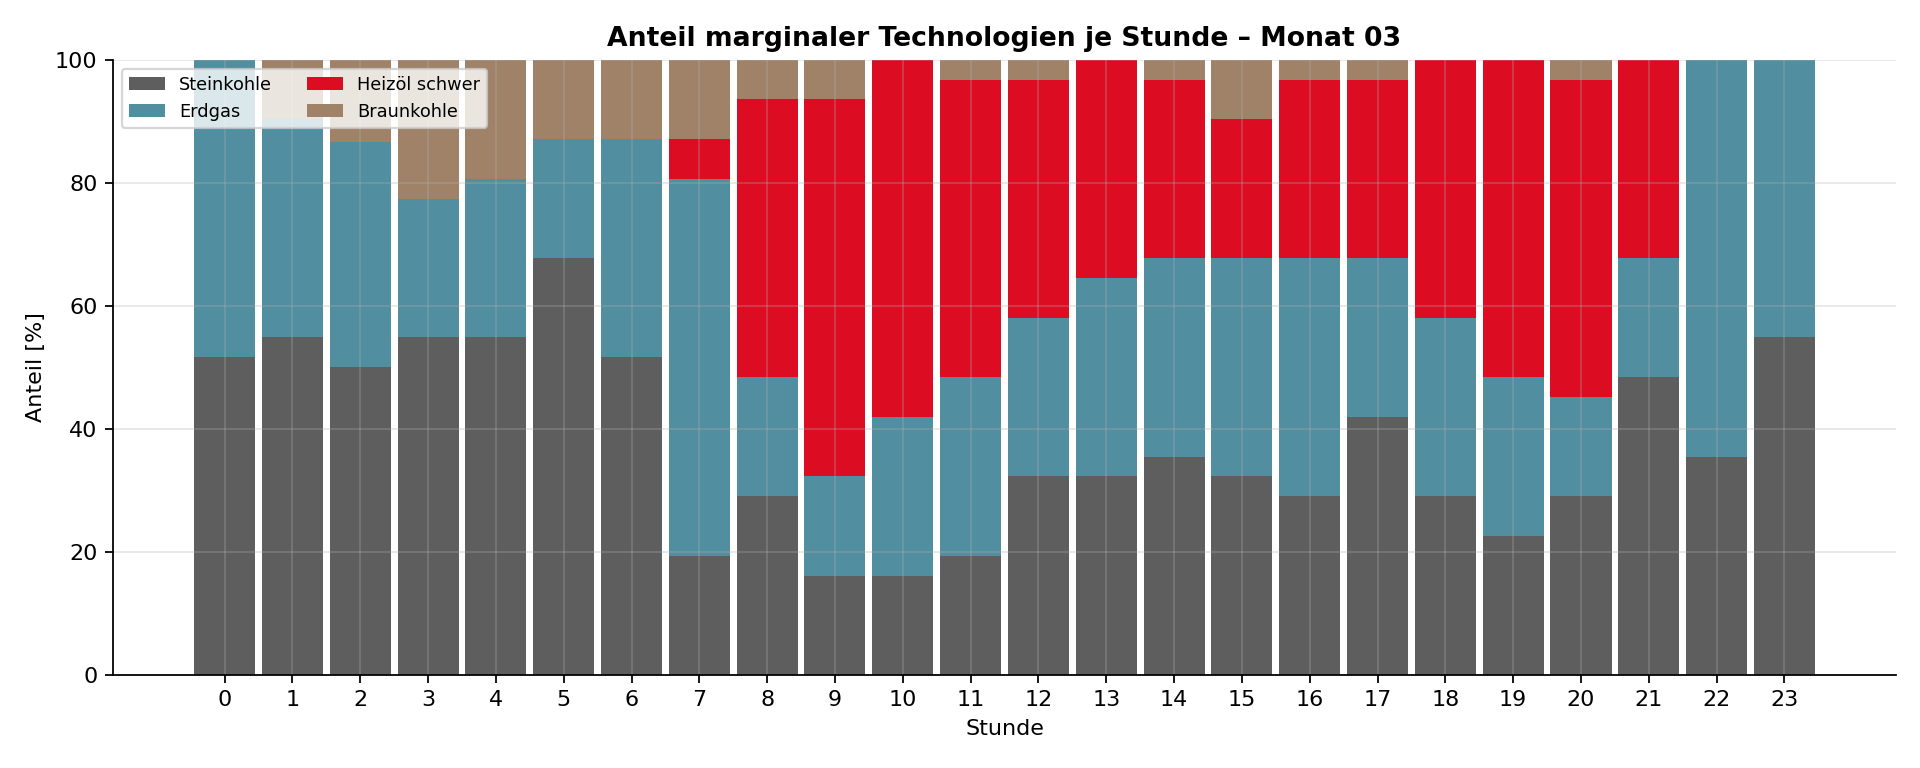 Anteil marginaler Technologien je Stunde – Monat 03
Steinkohle
Erdgas
Heizöl schwer
Braunkohle
Anteil [%]
100
80
60
40
20
0
0 1 2 3 4 5 6 7 8 9 10 11 12 13 14 15 16 17 18 19 20 21 22 23
Stunde